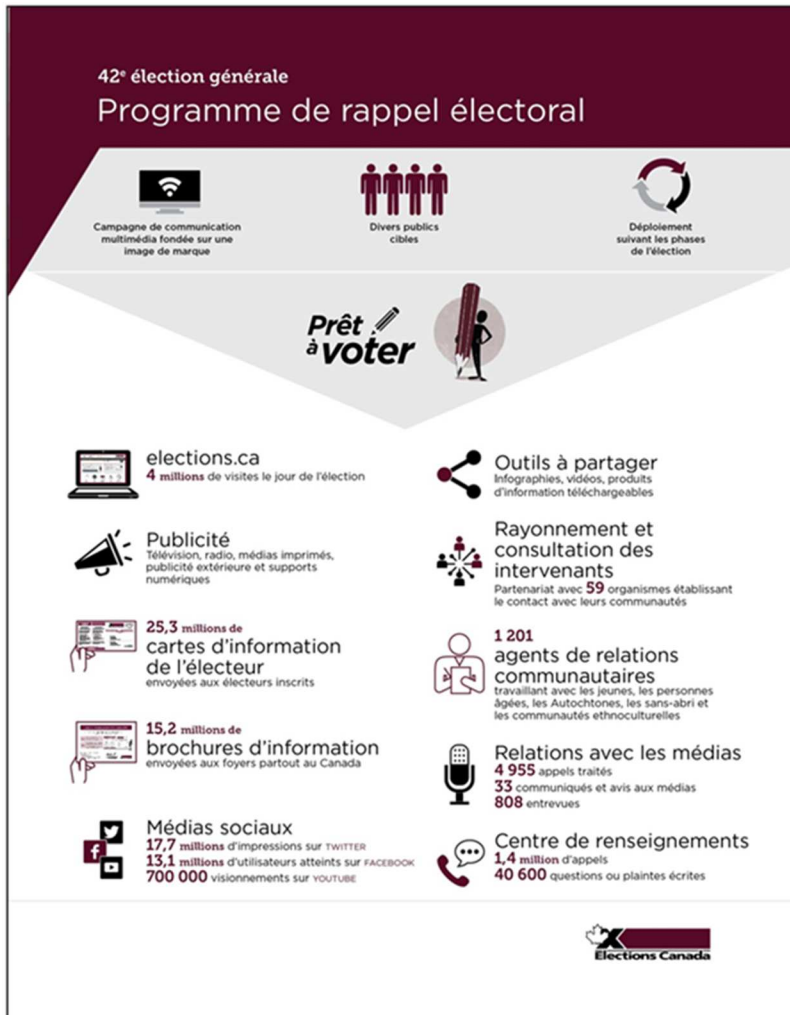 42e élection générale
Programme de rappel électoral
Campagne de communication
multimédia fondée sur une
image de marque
Divers publics
cibles
Déploiement
suivant les phases
de l'élection
Prêt
à voter
elections.ca
4 millions de visites le jour de l'élection
Publicité
Télévision, radio, médias imprimés,
publicité extérieure et supports
numériques
25,3 millions de
cartes d'information
de l'électeur
envoyées aux électeurs inscrits
15,2 millions de
brochures d'information
envoyées aux foyers partout au Canada
Médias sociaux
17,7 millions d'impressions sur TWITTER
13,1 millions d'utilisateurs atteints sur FACEBOOK
700 000 visionnements sur YOUTUBE
Outils à partager
Infographies, vidéos, produits
d'information téléchargeables
Rayonnement et
consultation des
intervenants
Partenariat avec 59 organismes établissant
le contact avec leurs communautés
1 201
agents de relations
communautaires
travaillant avec les jeunes, les personnes
âgées, les Autochtones, les sans-abri et
les communautés ethnoculturelles
Relations avec les médias
4 955 appels traités
33 communiqués et avis aux médias
808 entrevues
Centre de renseignements
1,4 million d'appels
40 600 questions ou plaintes écrites
Elections Canada